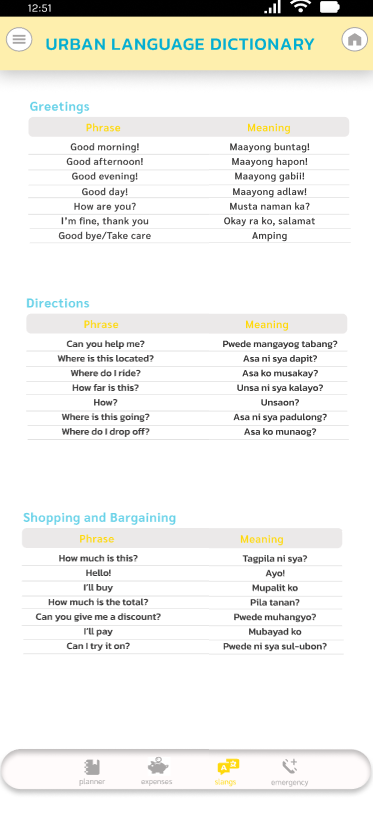 12:51
URBAN LANGUAGE DICTIONARY
Greetings
Phrase Meaning
Good morning! Maayong buntag!
Good afternoon! Maayong hapon!
Good evening! Maayong gabii!
Good day! Maayong adlaw!
How are you? Musta naman ka?
I'm fine, thank you Okay ra ko, salamat
Good bye/Take care Amping
Directions
Phrase Meaning
Can you help me? Pwede mangayog tabang?
Where is this located? Asa ni sya dapit?
Where do I ride? Asa ko musakay?
How far is this? Unsa ni sya kalayo?
How? Unsaon?
Where is this going? Asa ni sya padulong?
Where do I drop off? Asa ko munaog?
Shopping and Bargaining
Phrase Meaning
How much is this? Tagpila ni sya?
Hello! Ayo!
I'll buy Mupalit ko
How much is the total? Pila tanan?
Can you give me a discount? Pwede muhangyo?
I'll pay Mubayad ko
Can I try it on? Pwede ni sya sul-ubon?
planner expenses slangs emergency